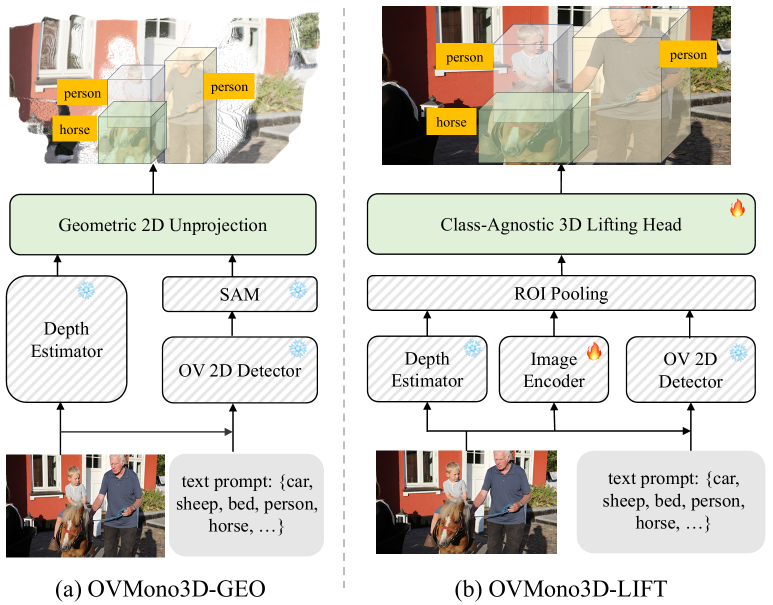 person
person
horse
Geometric 2D Unprojection
SAM
Depth
Estimator
OV 2D Detector
text prompt: {car,
sheep, bed, person,
horse, …}
(a) OVMono3D-GEO
person
person
horse
Class-Agnostic 3D Lifting Head
ROI Pooling
Depth
Estimator
Image
Encoder
OV 2D
Detector
text prompt: {car,
sheep, bed, person,
horse, …}
(b) OVMono3D-LIFT